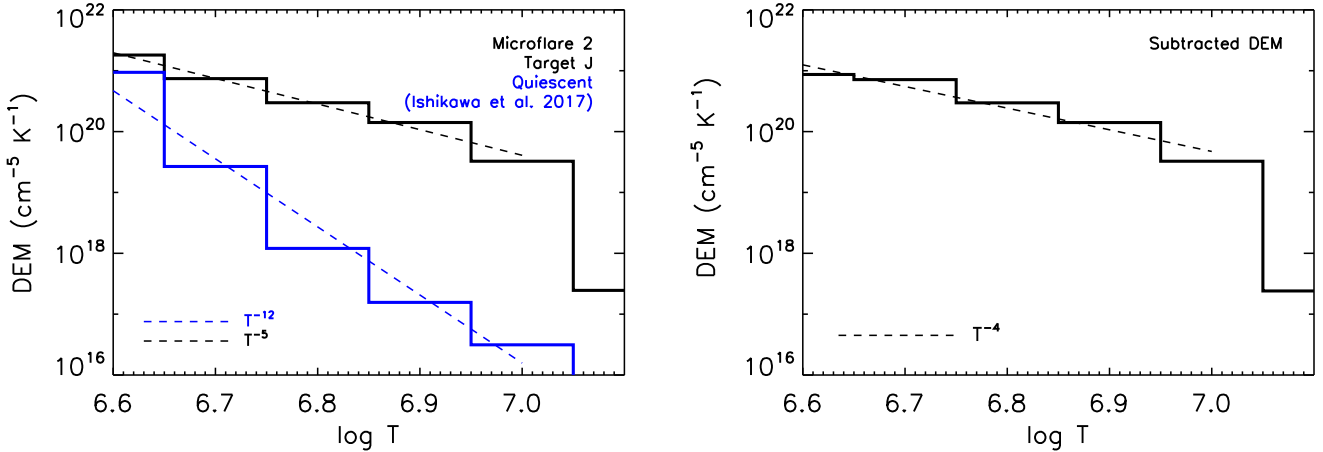 10^22
10^20
10^18
10^16
DEM (cm^-5 K^-1)
Microflare 2
Target J
Quiescent
(Ishikawa et al. 2017)
T^-12
T^-5
6.6 6.7 6.8 6.9 7.0
log T
10^22
10^20
10^18
10^16
DEM (cm^-5 K^-1)
Subtracted DEM
T^-4
6.6 6.7 6.8 6.9 7.0
log T